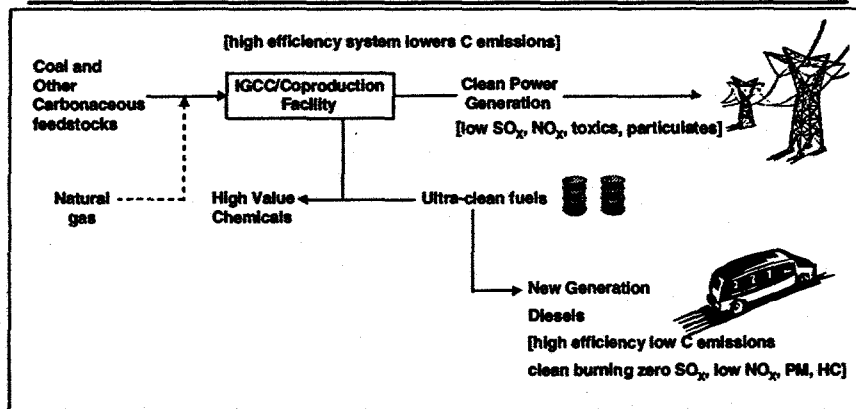 [high efficiency system lowers C emissions]
Coal and
Other
Carbonaceous
feedstocks
IGCC/Coproduction
Facility
Clean Power
Generation
[low SOX, NOX, toxics, particulates]
Natural
gas
High Value
Chemicals
Ultra-clean fuels
New Generation
Diesels
[high efficiency low C emissions
clean burning zero SOX, low NOX, PM, HC]